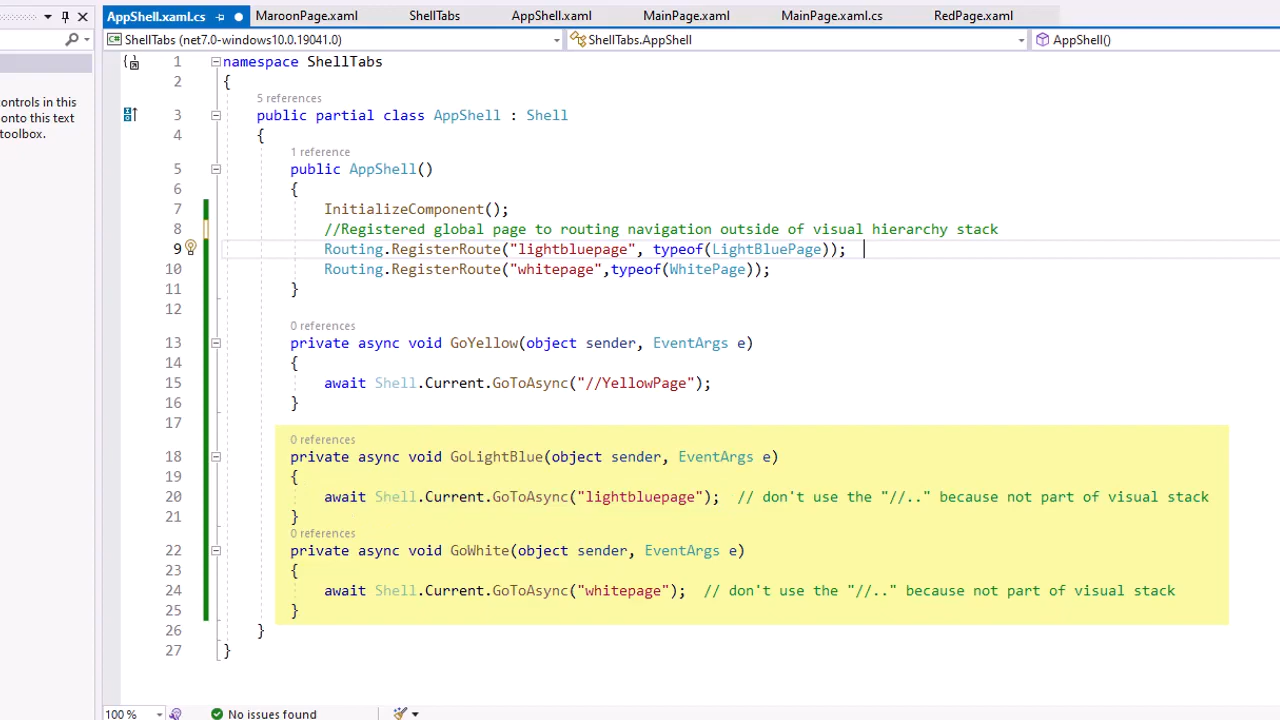 AppShell.xaml.cs MaroonPage.xaml ShellTabs AppShell.xaml MainPage.xaml MainPage.xaml.cs RedPage.xaml
ShellTabs (net7.0-windows10.0.19041.0) ShellTabs.AppShell AppShell()
ontrols in this
onto this text
toolbox.
1 namespace ShellTabs
2 {
5 references
3 public partial class AppShell : Shell
4 {
1 reference
5 public AppShell()
6 {
7 InitializeComponent();
8 //Registered global page to routing navigation outside of visual hierarchy stack
9 Routing.RegisterRoute("lightbluepage", typeof(LightBluePage));
10 Routing.RegisterRoute("whitepage",typeof(WhitePage));
11 }
12
0 references
13 private async void GoYellow(object sender, EventArgs e)
14 {
15 await Shell.Current.GoToAsync("//YellowPage");
16 }
17
0 references
18 private async void GoLightBlue(object sender, EventArgs e)
19 {
20 await Shell.Current.GoToAsync("lightbluepage"); // don't use the "//.." because not part of visual stack
21 }
0 references
22 private async void GoWhite(object sender, EventArgs e)
23 {
24 await Shell.Current.GoToAsync("whitepage"); // don't use the "//.." because not part of visual stack
25 }
26 }
27 }
100 % No issues found